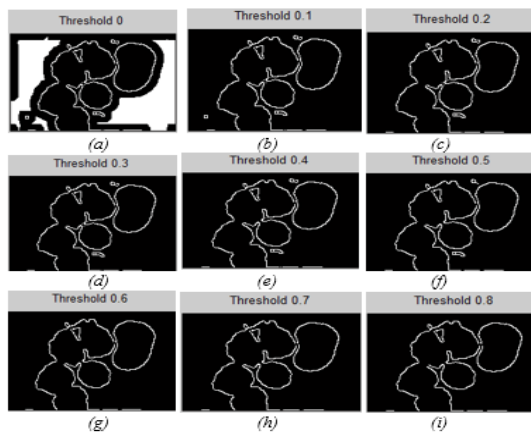 Threshold 0
Threshold 0.1
Threshold 0.2
(a)
(b)
(c)
Threshold 0.3
Threshold 0.4
Threshold 0.5
(d)
(e)
(f)
Threshold 0.6
Threshold 0.7
Threshold 0.8
(g)
(h)
(i)